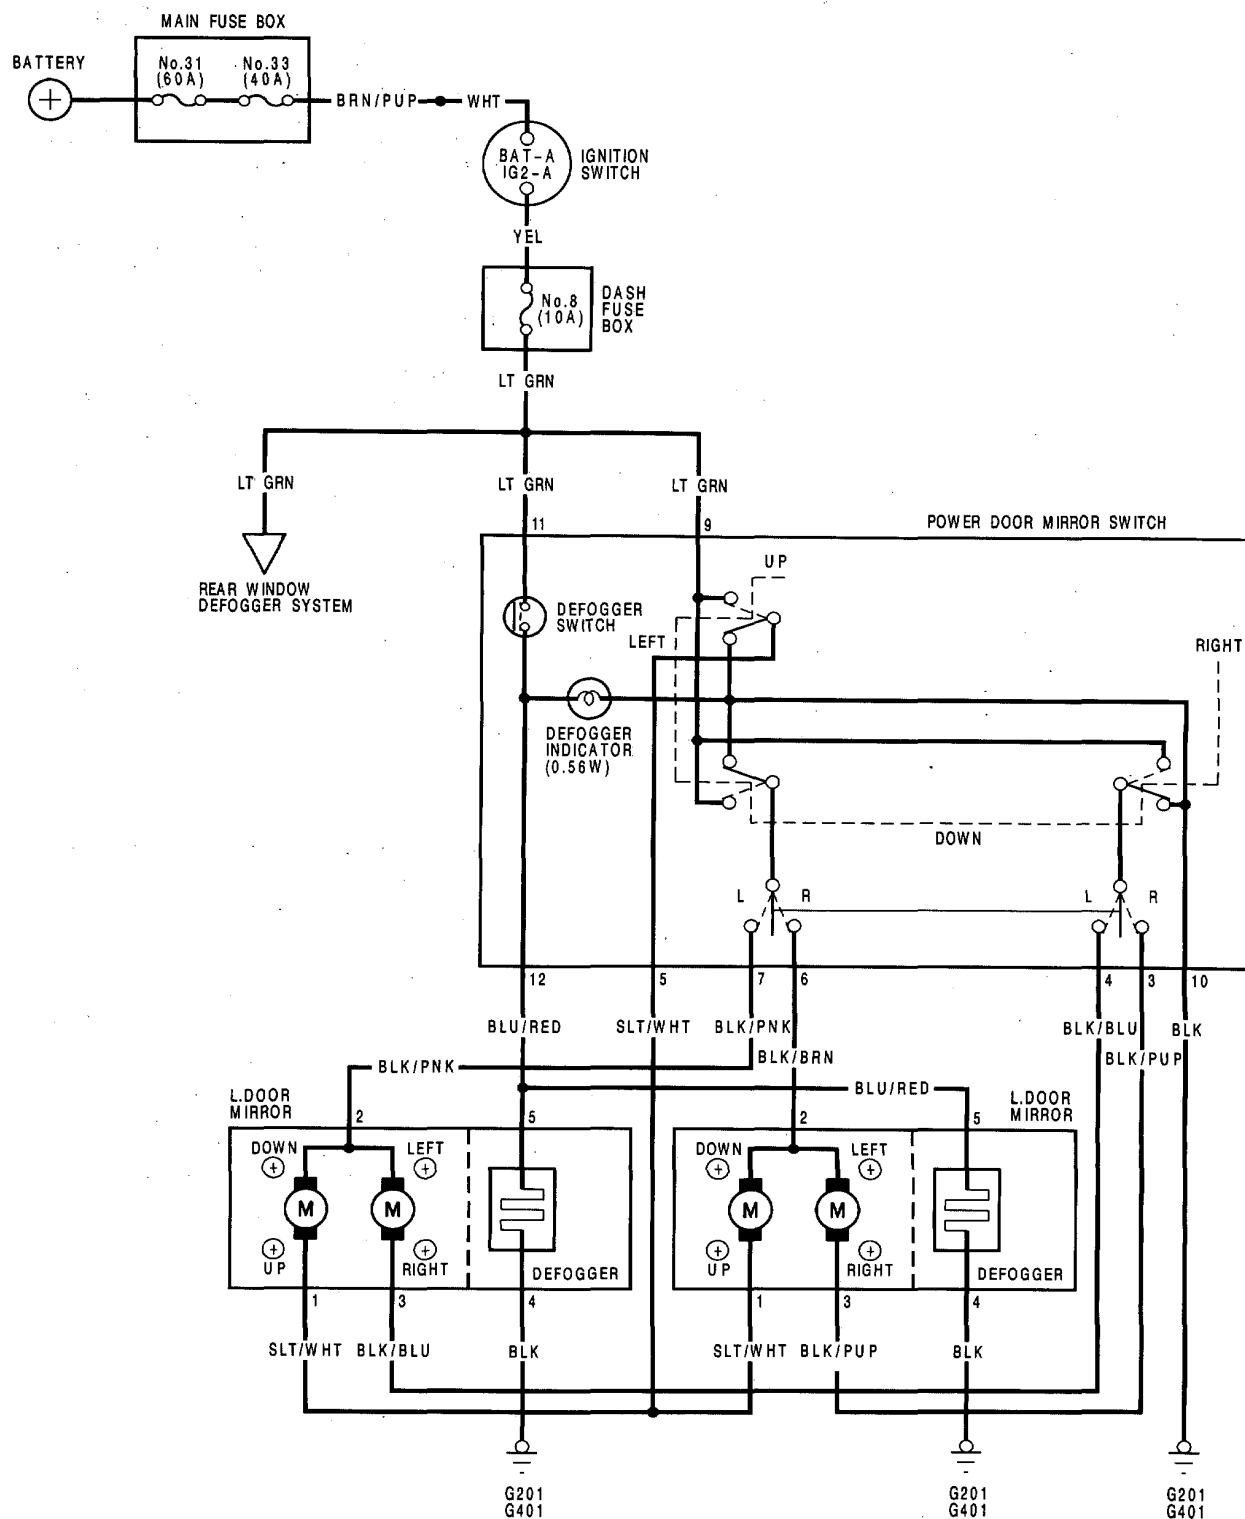 MAIN FUSE BOX
BATTERY
No.31
(60A)
No.33
(40A)
+
BRN/PUP
WHT
BAT-A
IG2-A
IGNITION
SWITCH
YEL
No.8
(10A)
DASH
FUSE
BOX
LT GRN
LT GRN
LT GRN
LT GRN
11
9
POWER DOOR MIRROR SWITCH
REAR WINDOW
DEFOGGER SYSTEM
UP
DEFOGGER
SWITCH
LEFT
RIGHT
DEFOGGER
INDICATOR
(0.56W)
DOWN
L
R
L
R
12
5
7
6
4
3
10
BLU/RED
SLT/WHT
BLK/PNK
BLK/BRN
BLK/BLU
BLK
BLK/PUP
BLK/PNK
BLU/RED
L.DOOR
MIRROR
2
5
2
5
L.DOOR
MIRROR
DOWN
+
LEFT
+
DOWN
+
LEFT
+
M
M
M
M
+
UP
+
RIGHT
DEFOGGER
+
UP
+
RIGHT
DEFOGGER
1
3
4
1
3
4
SLT/WHT
BLK/BLU
BLK
SLT/WHT
BLK/PUP
BLK
G201
G401
G201
G401
G201
G401